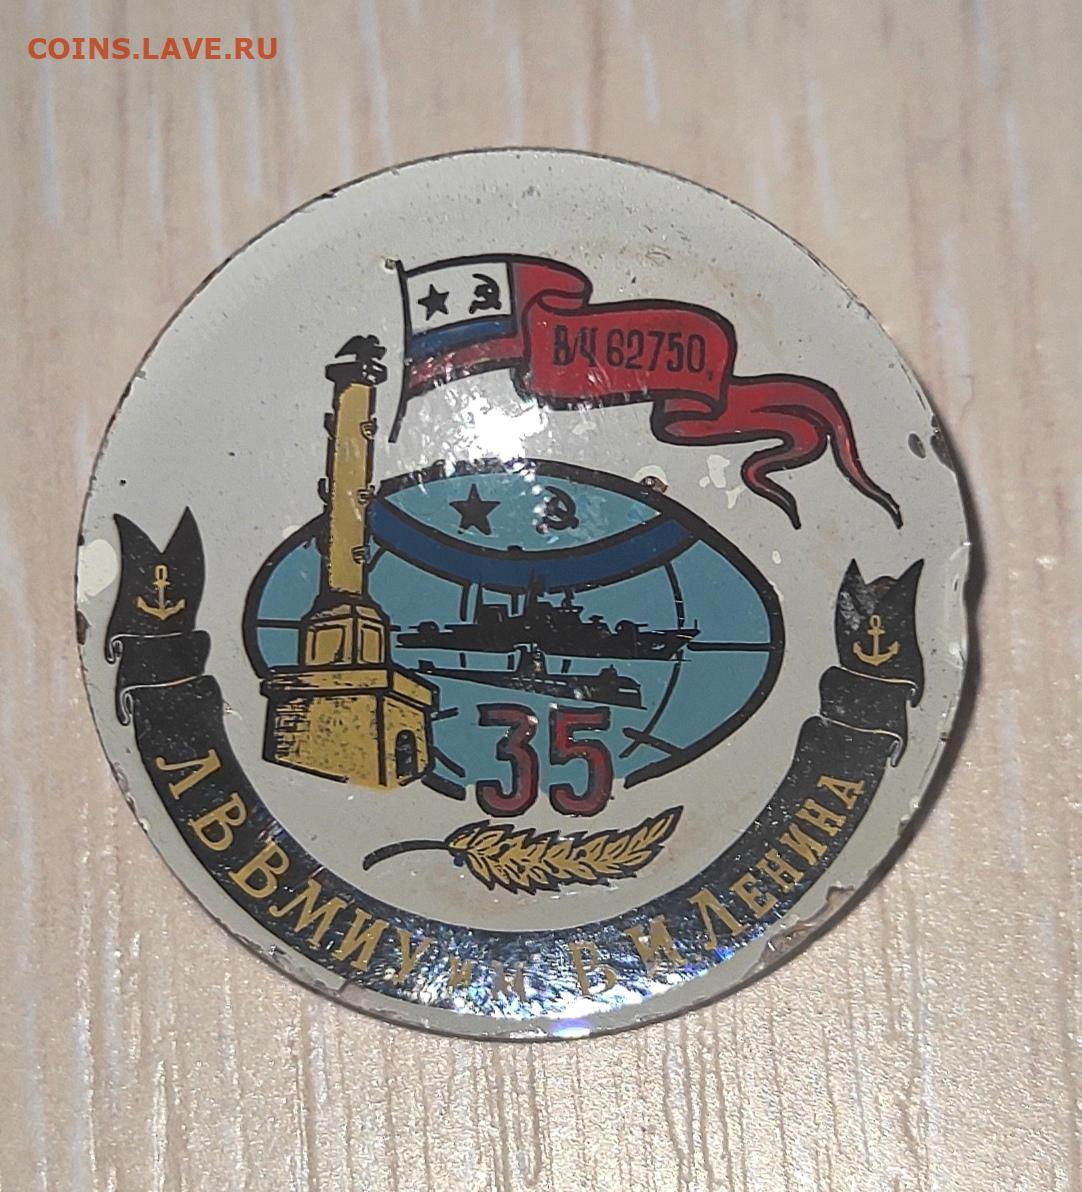 COINS.LAVE.RU
В/Ч 62750
35
ЛВВМИУ им В И ЛЕНИНА